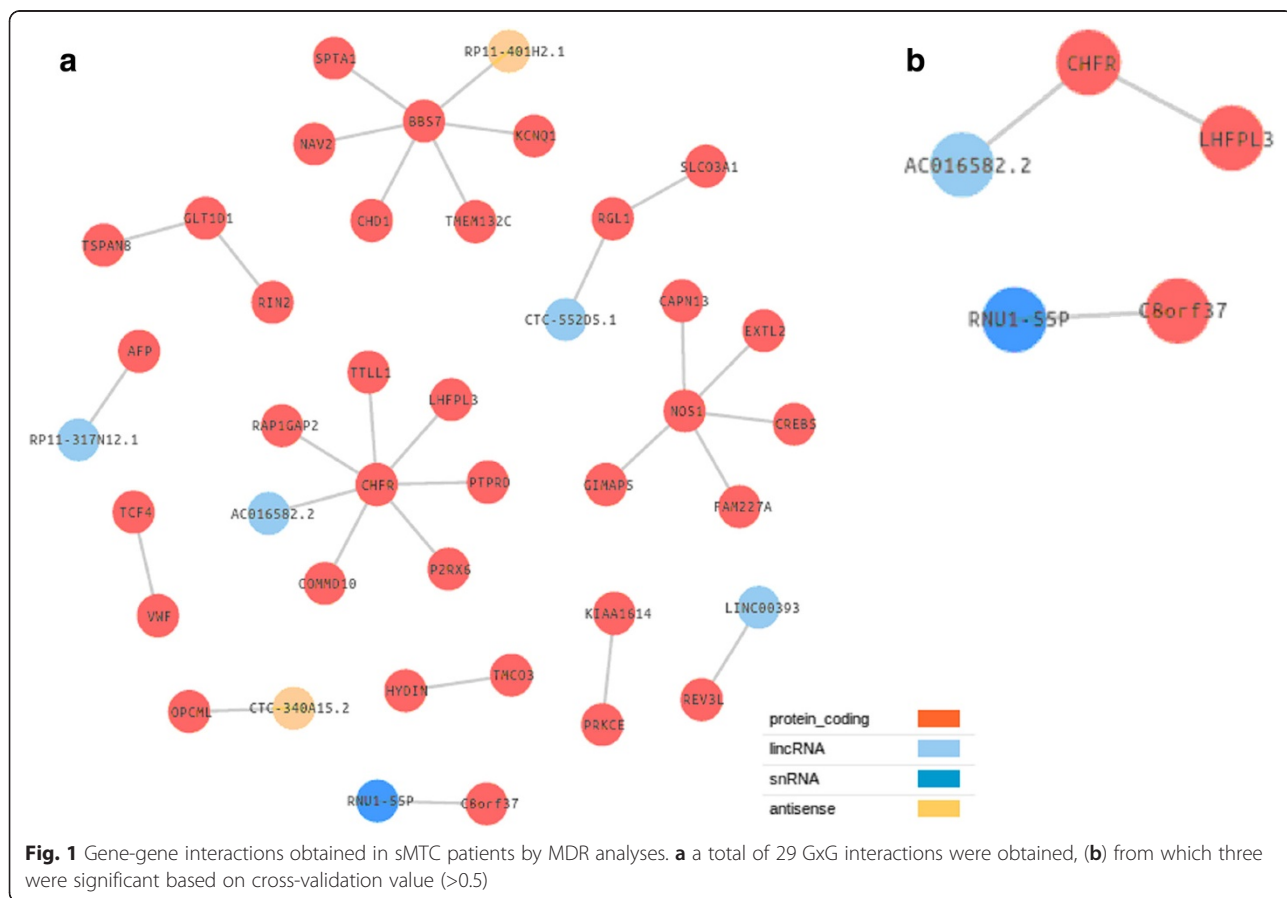 a
b
SPTA1
RP11-401H2.1
BBS7
NAV2
KCNQ1
CHD1
TMEM132C
SLCO3A1
RGL1
CTC-552D5.1
GLT1D1
TSPAN8
RIN2
AFP
RP11-317N12.1
TTLL1
LHFPL3
RAP1GAP2
CHFR
PTPRD
AC016582.2
COMMD10
P2RX6
CAPN13
EXTL2
NOS1
CREB5
GIMAP5
FAM227A
TCF4
VWF
KIAA1614
PRKCE
LINC00393
REV3L
HYDIN
TMCO3
OPCML
CTC-340A15.2
RNU1-55P
C8orf37
CHFR
AC016582.2
LHFPL3
RNU1-55P
C8orf37
protein_coding
lincRNA
snRNA
antisense
Fig. 1 Gene-gene interactions obtained in sMTC patients by MDR analyses. a a total of 29 GxG interactions were obtained, (b) from which three
were significant based on cross-validation value (>0.5)